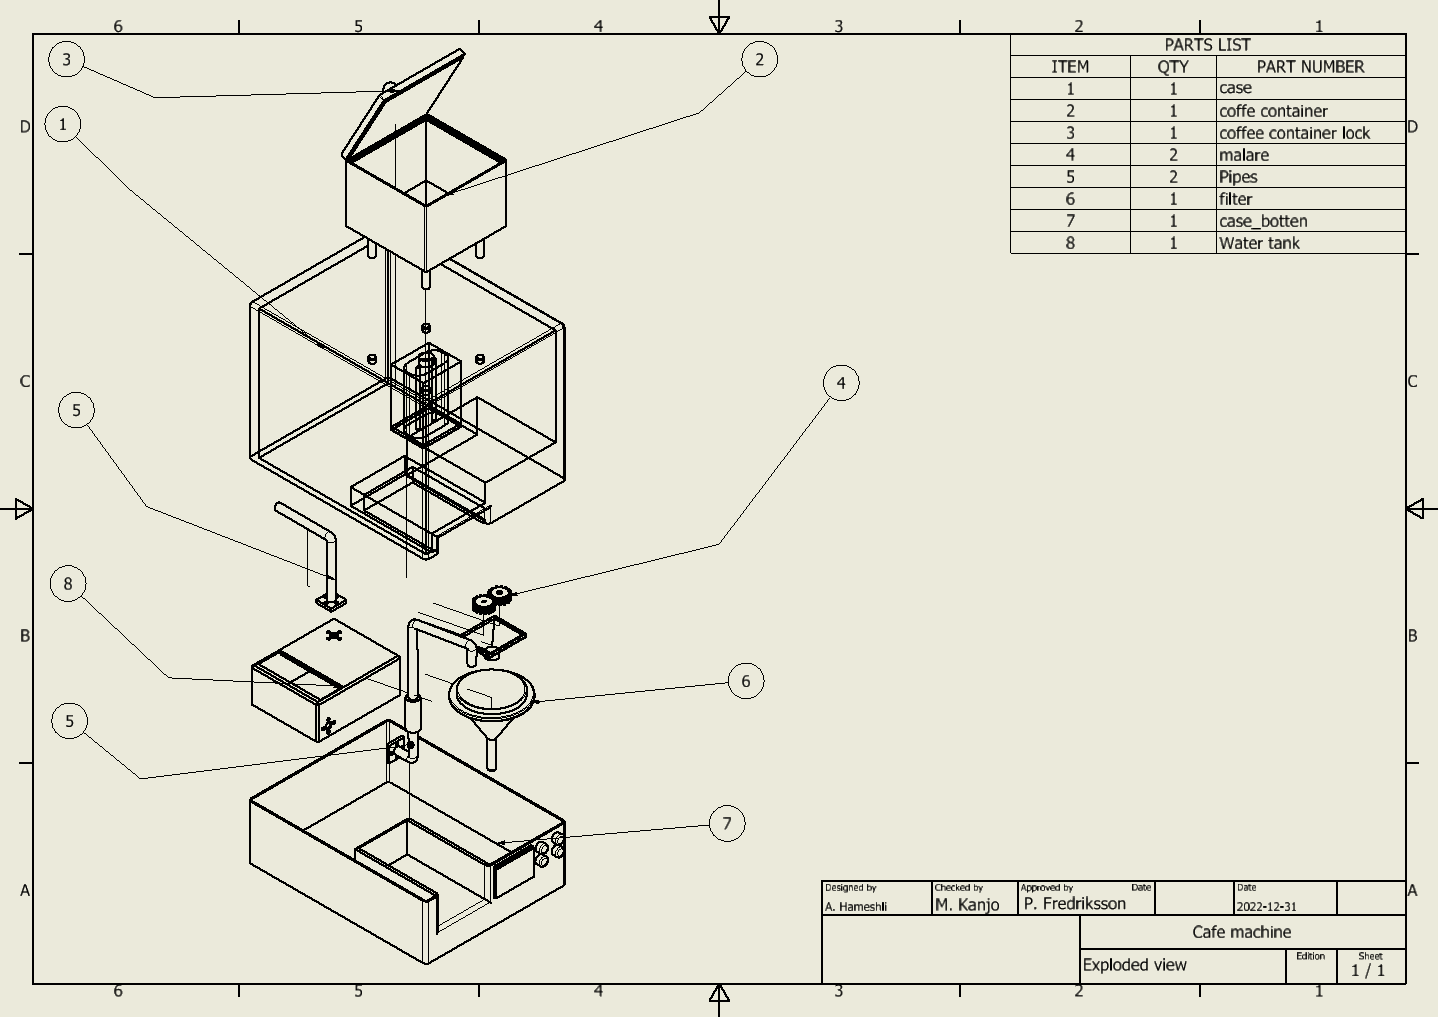 6 5 4 3 2 1
PARTS LIST
ITEM QTY PART NUMBER
1 1 case
2 1 coffe container
3 1 coffee container lock
4 2 malare
5 2 Pipes
6 1 filter
7 1 case_botten
8 1 Water tank
3
2
1
D D
C C
4
5
8
B B
6
5
7
A A
Designed by Checked by Approved by Date Date
A. Hameshli M. Kanjo P. Fredriksson 2022-12-31
Cafe machine
Exploded view Edition Sheet
1 / 1
6 5 4 3 2 1